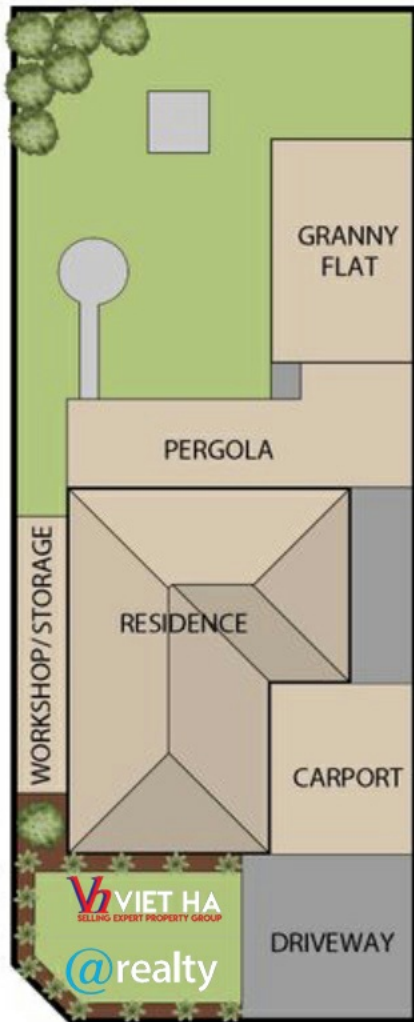 GRANNY
FLAT
PERGOLA
WORKSHOP/STORAGE
RESIDENCE
CARPORT
Vh VIET HA
SELLING EXPERT PROPERTY GROUP
@realty
DRIVEWAY